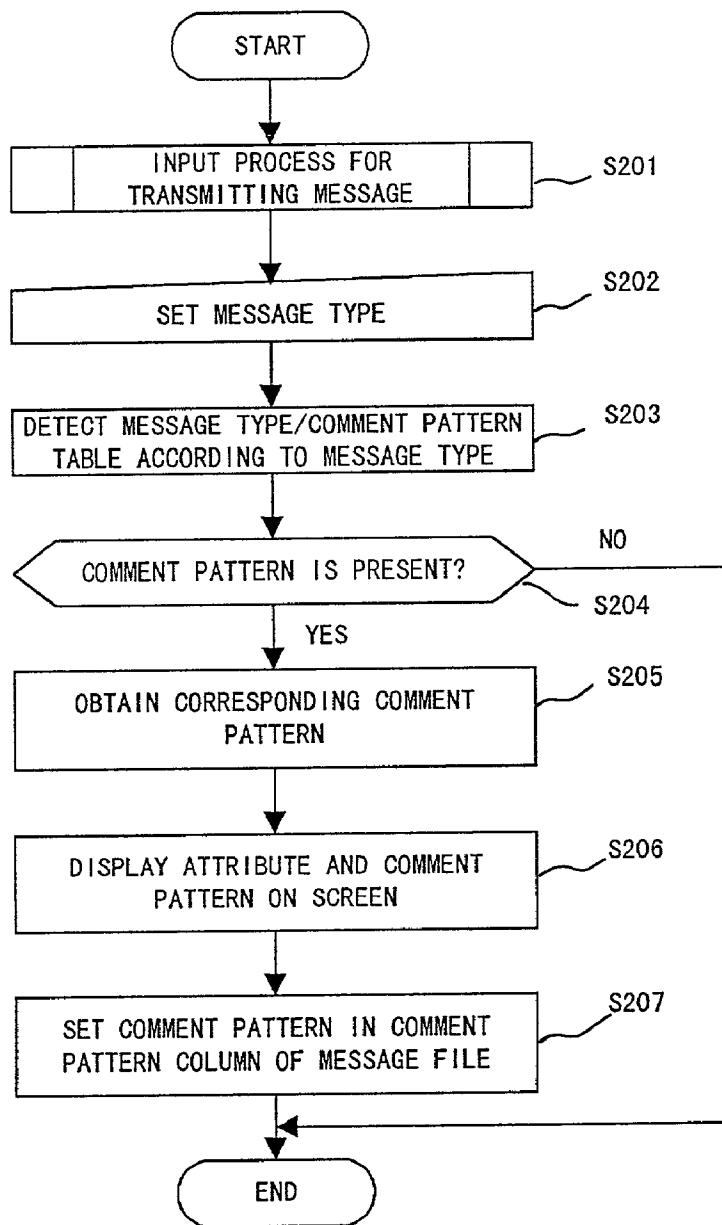 START
INPUT PROCESS FOR
TRANSMITTING MESSAGE
S201
S202
SET MESSAGE TYPE
S203
DETECT MESSAGE TYPE/COMMENT PATTERN
TABLE ACCORDING TO MESSAGE TYPE
NO
COMMENT PATTERN IS PRESENT?
S204
YES
S205
OBTAIN CORRESPONDING COMMENT
PATTERN
S206
DISPLAY ATTRIBUTE AND COMMENT
PATTERN ON SCREEN
S207
SET COMMENT PATTERN IN COMMENT
PATTERN COLUMN OF MESSAGE FILE
END